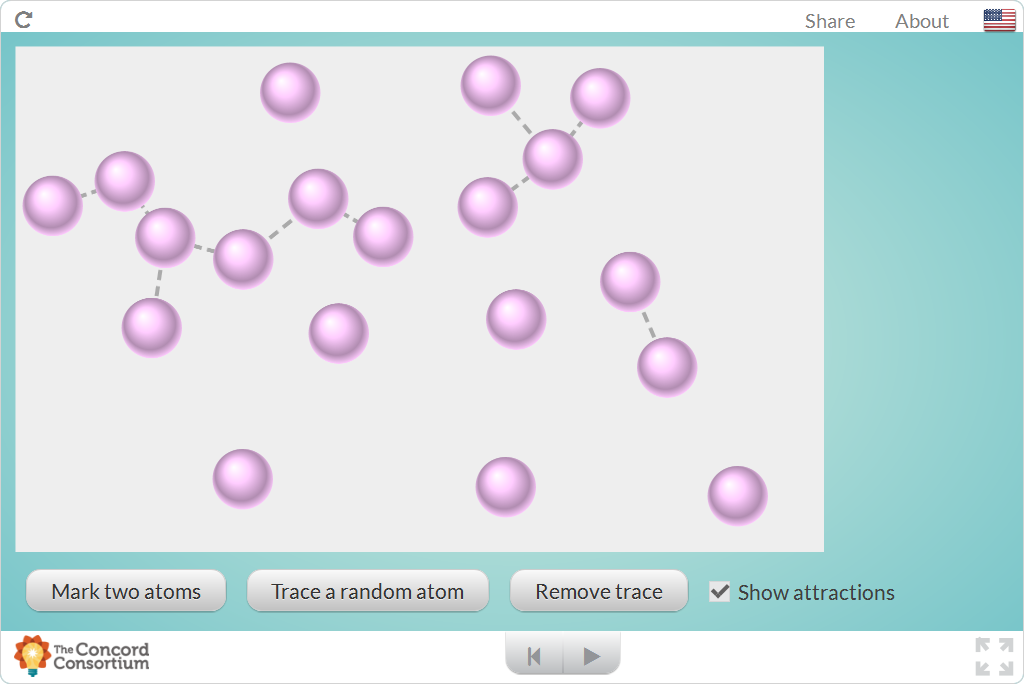 Share About
Mark two atoms Trace a random atom Remove trace Show attractions
The Concord
Consortium